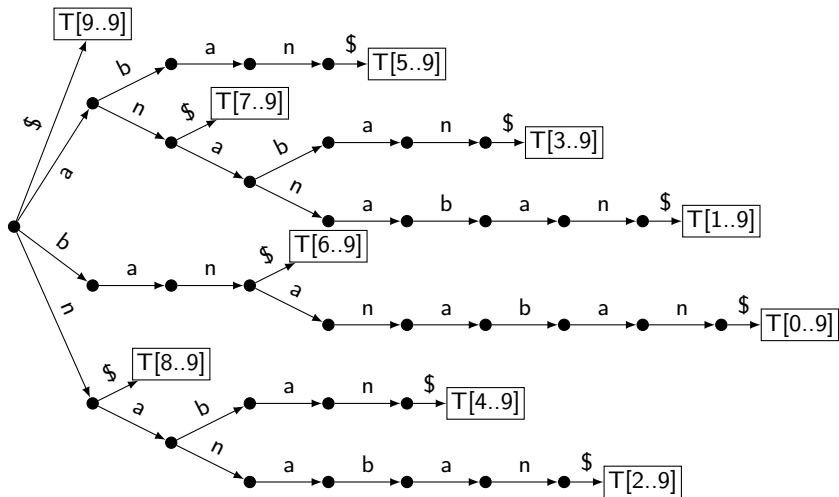 T[9..9]
b a n $ T[5..9]
a n $ T[7..9]
$ a b a n $ T[3..9]
n a b a n $ T[1..9]
b a n $ T[6..9]
a n a b a n $ T[0..9]
n $ T[8..9]
a b a n $ T[4..9]
n a b a n $ T[2..9]